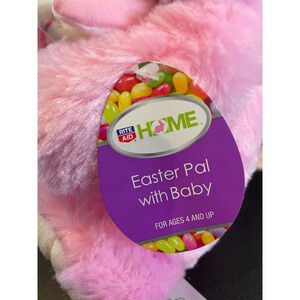 RITE
AID
HOME
Easter Pal
with Baby
FOR AGES 4 AND UP